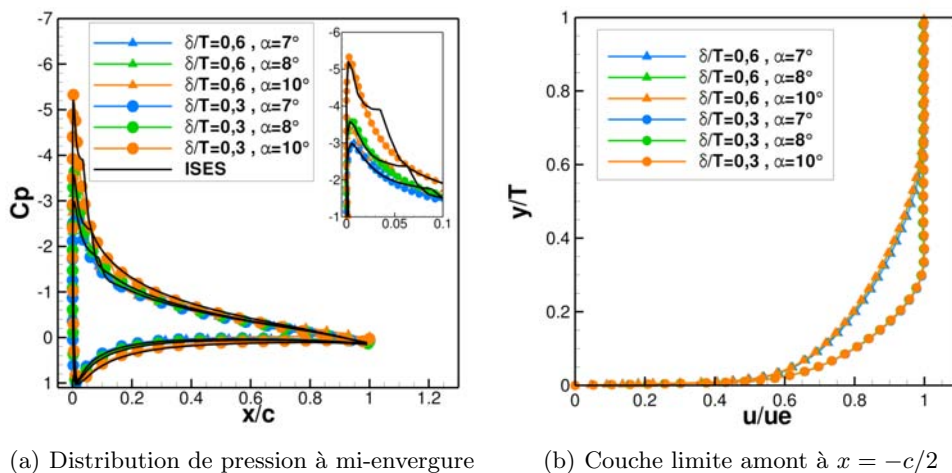 -7
-6
-5
-4
-3
-2
-1
0
1
Cp
0
0.2
0.4
0.6
0.8
1
1.2
x/c
δ/T=0,6 , α=7°
δ/T=0,6 , α=8°
δ/T=0,6 , α=10°
δ/T=0,3 , α=7°
δ/T=0,3 , α=8°
δ/T=0,3 , α=10°
ISES
-6
-5
-4
-3
-2
-1
0
0.05
0.1
1
0.8
0.6
0.4
0.2
0
y/T
0
0.2
0.4
0.6
0.8
1
u/ue
δ/T=0,6 , α=7°
δ/T=0,6 , α=8°
δ/T=0,6 , α=10°
δ/T=0,3 , α=7°
δ/T=0,3 , α=8°
δ/T=0,3 , α=10°
(a) Distribution de pression à mi-envergure
(b) Couche limite amont à x = −c/2